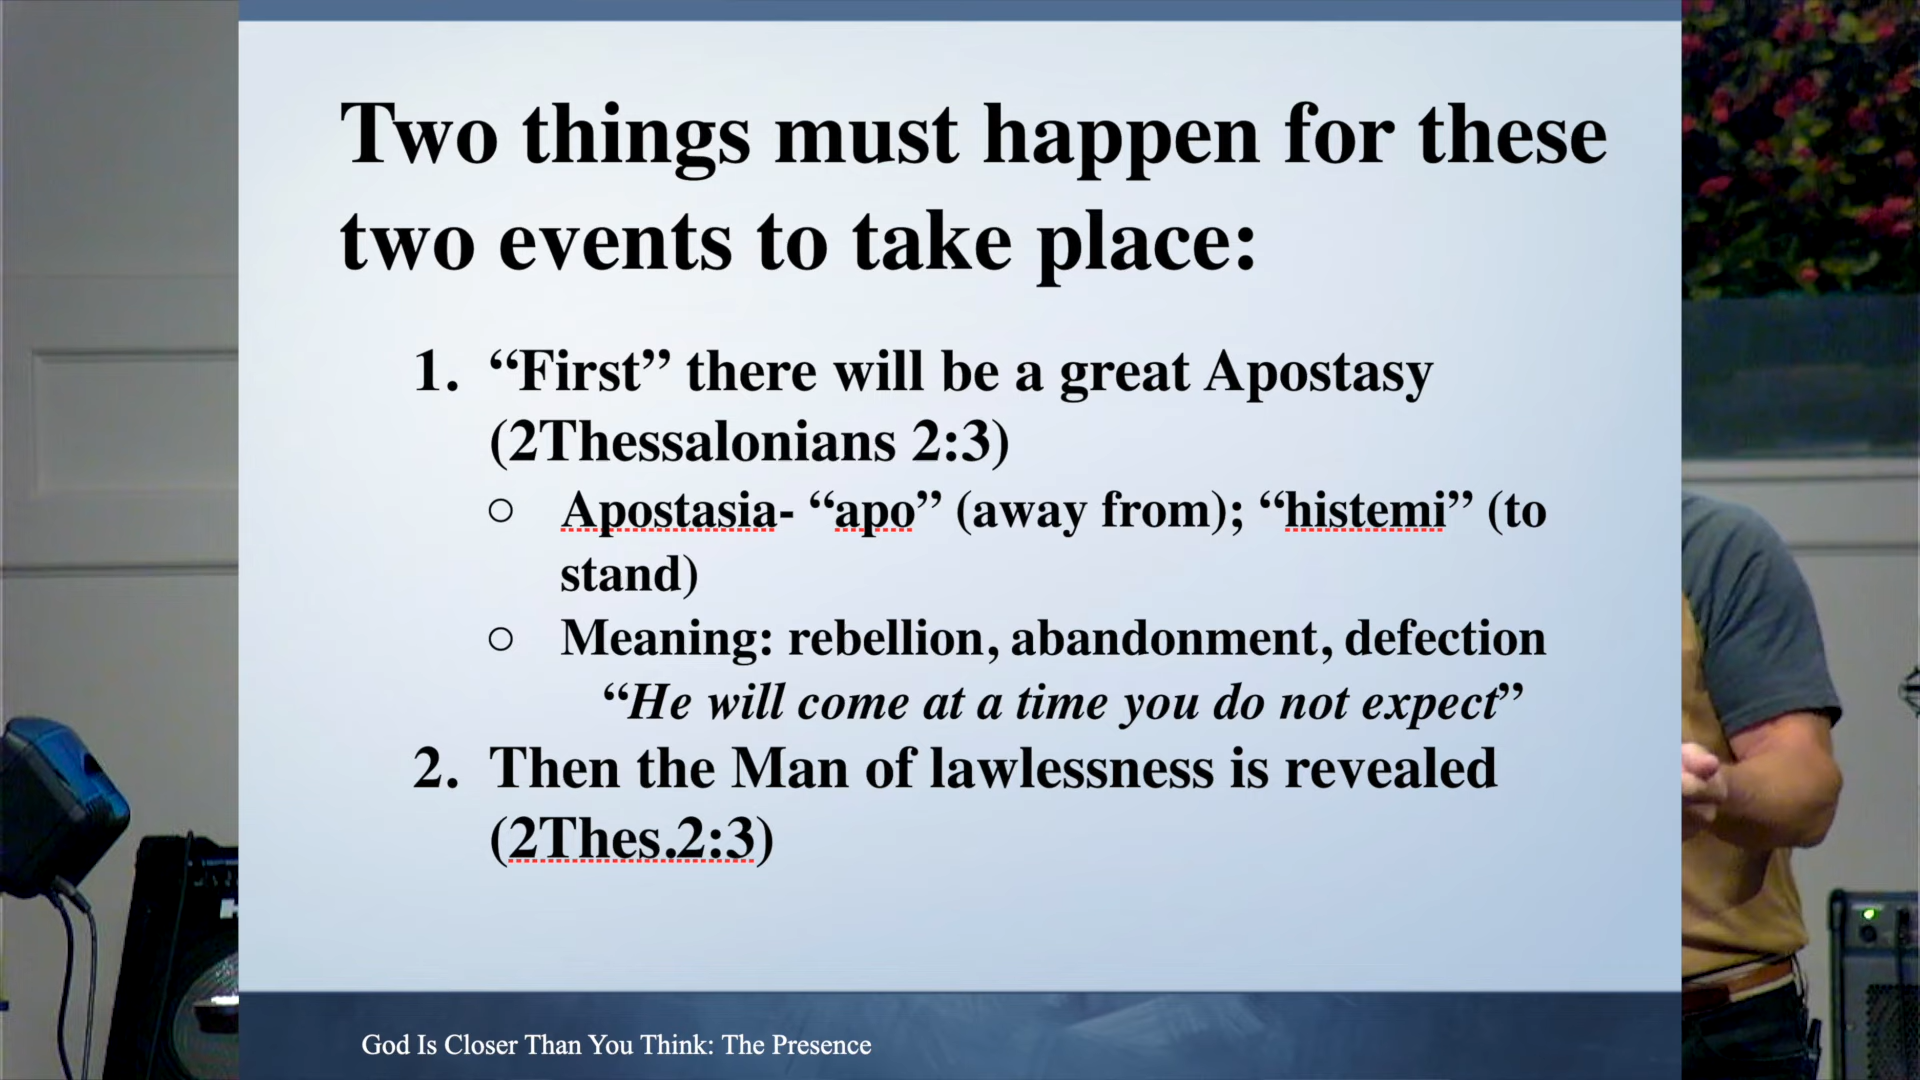 Two things must happen for these
two events to take place:
1. “First” there will be a great Apostasy
(2Thessalonians 2:3)
○ Apostasia- “apo” (away from); “histemi” (to
stand)
○ Meaning: rebellion, abandonment, defection
“He will come at a time you do not expect”
2. Then the Man of lawlessness is revealed
(2Thes.2:3)
God Is Closer Than You Think: The Presence